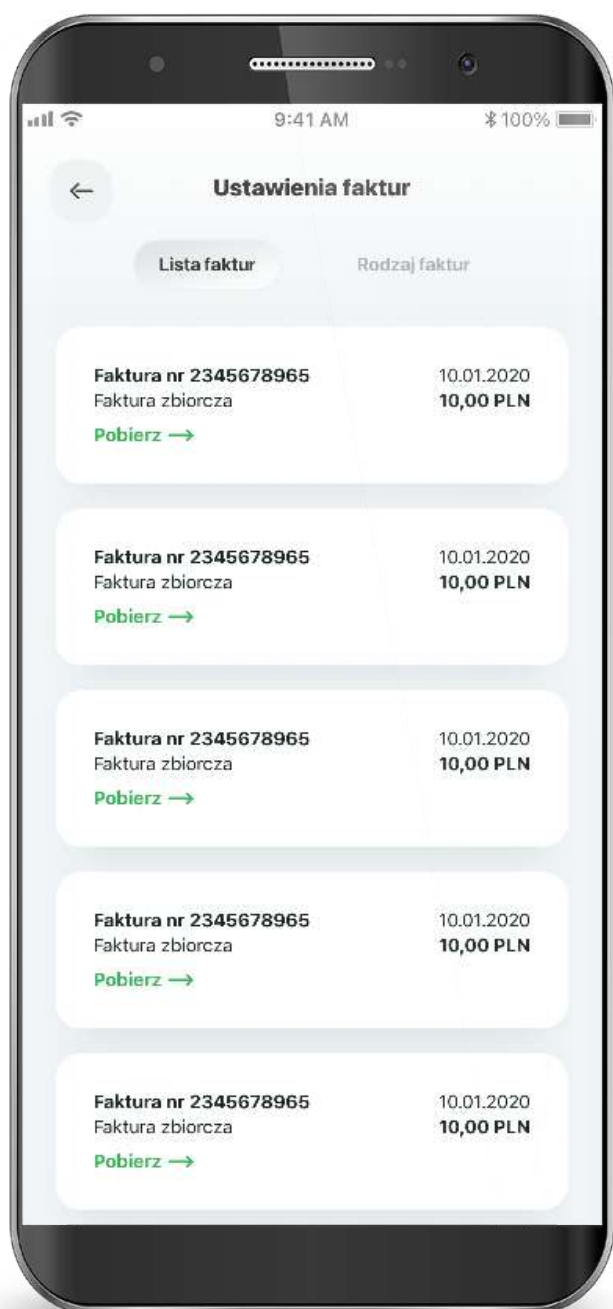 9:41 AM
100%
Ustawienia faktur
Lista faktur
Rodzaj faktur
Faktura nr 2345678965
10.01.2020
Faktura zbiorcza
10,00 PLN
Pobierz →
Faktura nr 2345678965
10.01.2020
Faktura zbiorcza
10,00 PLN
Pobierz →
Faktura nr 2345678965
10.01.2020
Faktura zbiorcza
10,00 PLN
Pobierz →
Faktura nr 2345678965
10.01.2020
Faktura zbiorcza
10,00 PLN
Pobierz →
Faktura nr 2345678965
10.01.2020
Faktura zbiorcza
10,00 PLN
Pobierz →